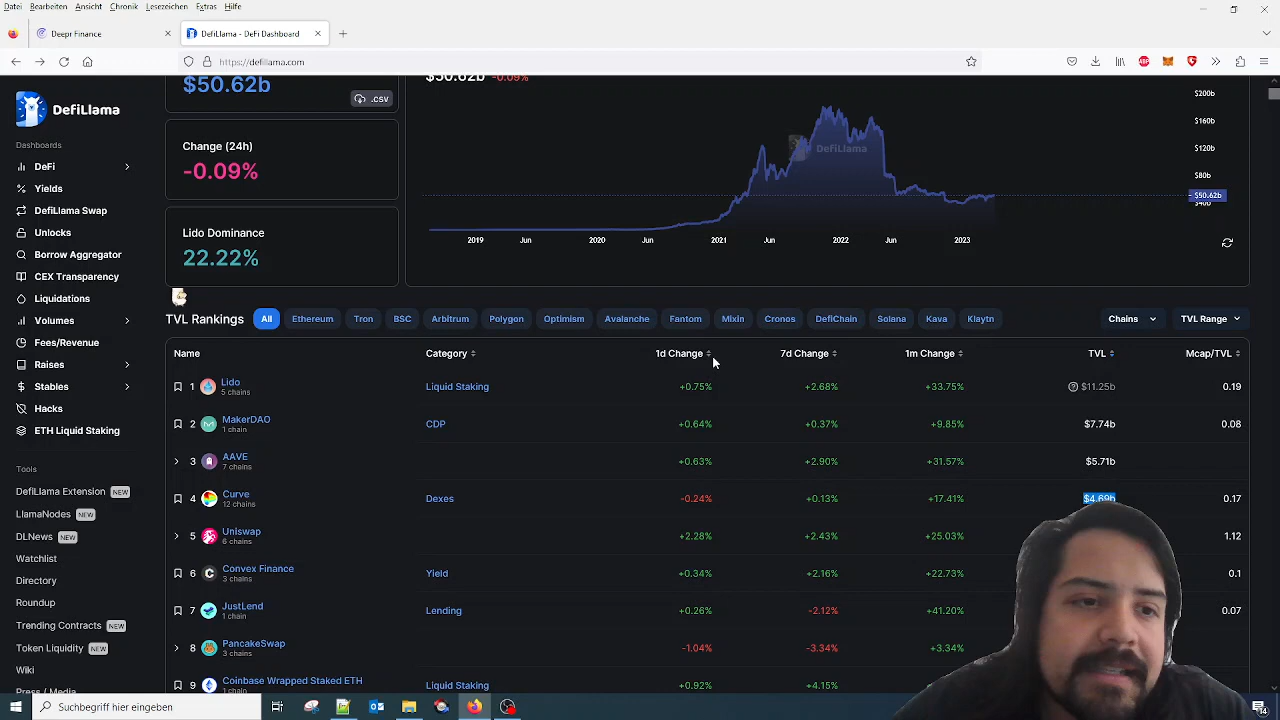 Datei Bearbeiten Ansicht Chronik Lesezeichen Extras Hilfe
Deepr Finance
DefiLlama - DeFi Dashboard
https://defillama.com
ABP
DefiLlama
Dashboards
DeFi
Yields
DefiLlama Swap
Unlocks
Borrow Aggregator
CEX Transparency
Liquidations
Volumes
Fees/Revenue
Raises
Stables
Hacks
ETH Liquid Staking
Tools
DefiLlama Extension NEW
LlamaNodes NEW
DLNews NEW
Watchlist
Directory
Roundup
Trending Contracts NEW
Token Liquidity NEW
Wiki
Press / Media
$50.62b
.csv
Change (24h)
-0.09%
Lido Dominance
22.22%
$50.62b -0.09%
DefiLlama
$200b
$160b
$120b
$80b
$50.62b
$40b
2019 Jun 2020 Jun 2021 Jun 2022 Jun 2023
TVL Rankings All Ethereum Tron BSC Arbitrum Polygon Optimism Avalanche Fantom Mixin Cronos DefiChain Solana Kava Klaytn Chains TVL Range
Name Category 1d Change 7d Change 1m Change TVL Mcap/TVL
1 Lido Liquid Staking +0.75% +2.68% +33.75% $11.25b 0.19
5 chains
2 MakerDAO CDP +0.64% +0.37% +9.85% $7.74b 0.08
1 chain
3 AAVE +0.63% +2.90% +31.57% $5.71b
7 chains
4 Curve Dexes -0.24% +0.13% +17.41% $4.69b 0.17
12 chains
5 Uniswap +2.28% +2.43% +25.03% 1.12
6 chains
6 Convex Finance Yield +0.34% +2.16% +22.73% 0.1
3 chains
7 JustLend Lending +0.26% -2.12% +41.20% 0.07
1 chain
8 PancakeSwap -1.04% -3.34% +3.34%
3 chains
9 Coinbase Wrapped Staked ETH Liquid Staking +0.92% +4.15%
Suchbegriff hier eingeben